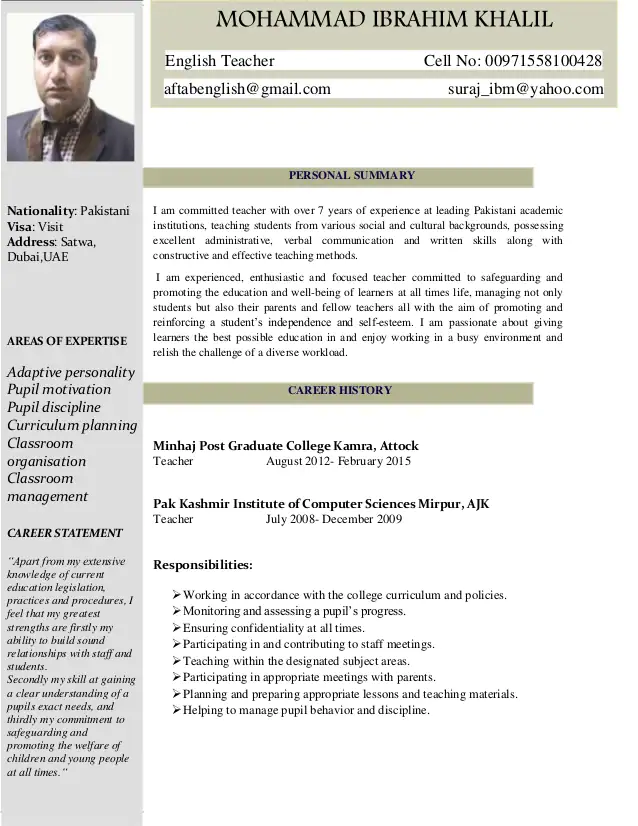 MOHAMMAD IBRAHIM KHALIL
English Teacher Cell No: 00971558100428
aftabenglish@gmail.com suraj_ibm@yahoo.com
Nationality: Pakistani
Visa: Visit
Address: Satwa,
Dubai,UAE
AREAS OF EXPERTISE
Adaptive personality
Pupil motivation
Pupil discipline
Curriculum planning
Classroom
organisation
Classroom
management
CAREER STATEMENT
"Apart from my extensive
knowledge of current
education legislation,
practices and procedures, I
feel that my greatest
strengths are firstly my
ability to build sound
relationships with staff and
students.
Secondly my skill at gaining
a clear understanding of a
pupils exact needs, and
thirdly my commitment to
safeguarding and
promoting the welfare of
children and young people
at all times."
PERSONAL SUMMARY
I am committed teacher with over 7 years of experience at leading Pakistani academic
institutions, teaching students from various social and cultural backgrounds, possessing
excellent administrative, verbal communication and written skills along with
constructive and effective teaching methods.
I am experienced, enthusiastic and focused teacher committed to safeguarding and
promoting the education and well-being of learners at all times life, managing not only
students but also their parents and fellow teachers all with the aim of promoting and
reinforcing a student's independence and self-esteem. I am passionate about giving
learners the best possible education in and enjoy working in a busy environment and
relish the challenge of a diverse workload.
CAREER HISTORY
Minhaj Post Graduate College Kamra, Attock
Teacher August 2012- February 2015
Pak Kashmir Institute of Computer Sciences Mirpur, AJK
Teacher July 2008- December 2009
Responsibilities:
➢Working in accordance with the college curriculum and policies.
➢Monitoring and assessing a pupil's progress.
➢Ensuring confidentiality at all times.
➢Participating in and contributing to staff meetings.
➢Teaching within the designated subject areas.
➢Participating in appropriate meetings with parents.
➢Planning and preparing appropriate lessons and teaching materials.
➢Helping to manage pupil behavior and discipline.